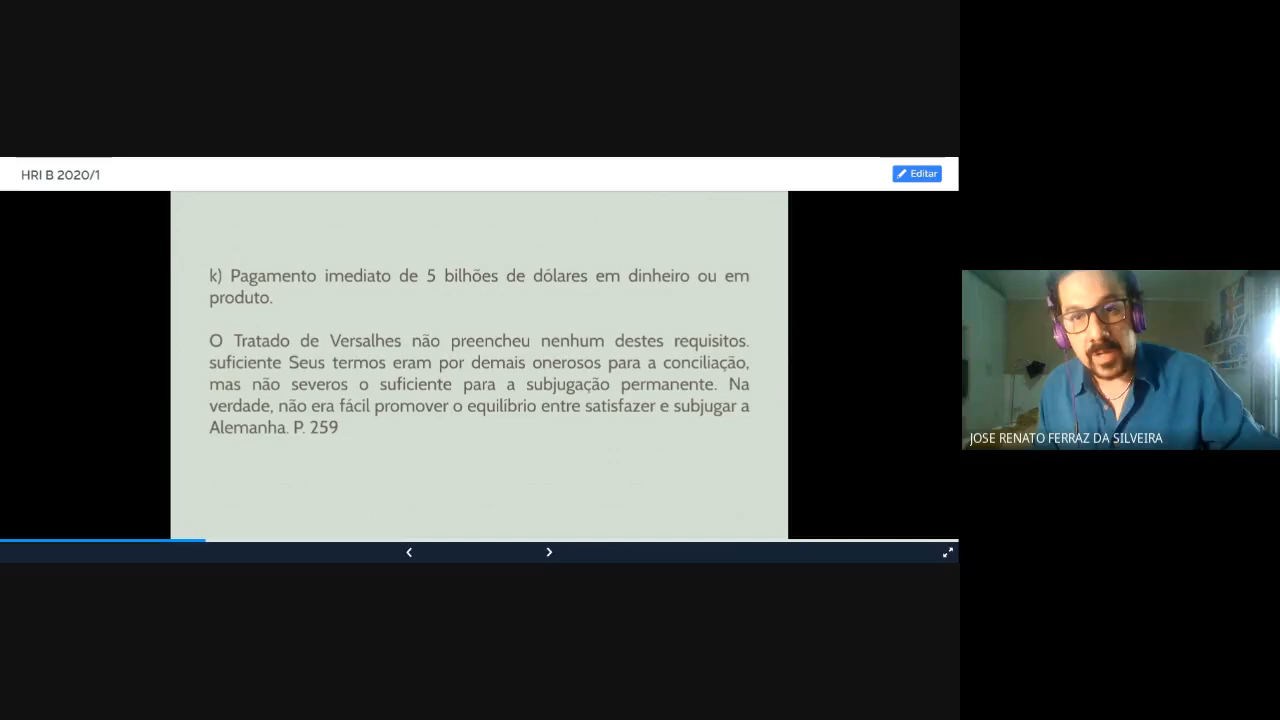 HRI B 2020/1
Editar
k) Pagamento imediato de 5 bilhões de dólares em dinheiro ou em
produto.
O Tratado de Versalhes não preencheu nenhum destes requisitos.
suficiente Seus termos eram por demais onerosos para a conciliação,
mas não severos o suficiente para a subjugação permanente. Na
verdade, não era fácil promover o equilíbrio entre satisfazer e subjugar a
Alemanha. P. 259
JOSE RENATO FERRAZ DA SILVEIRA